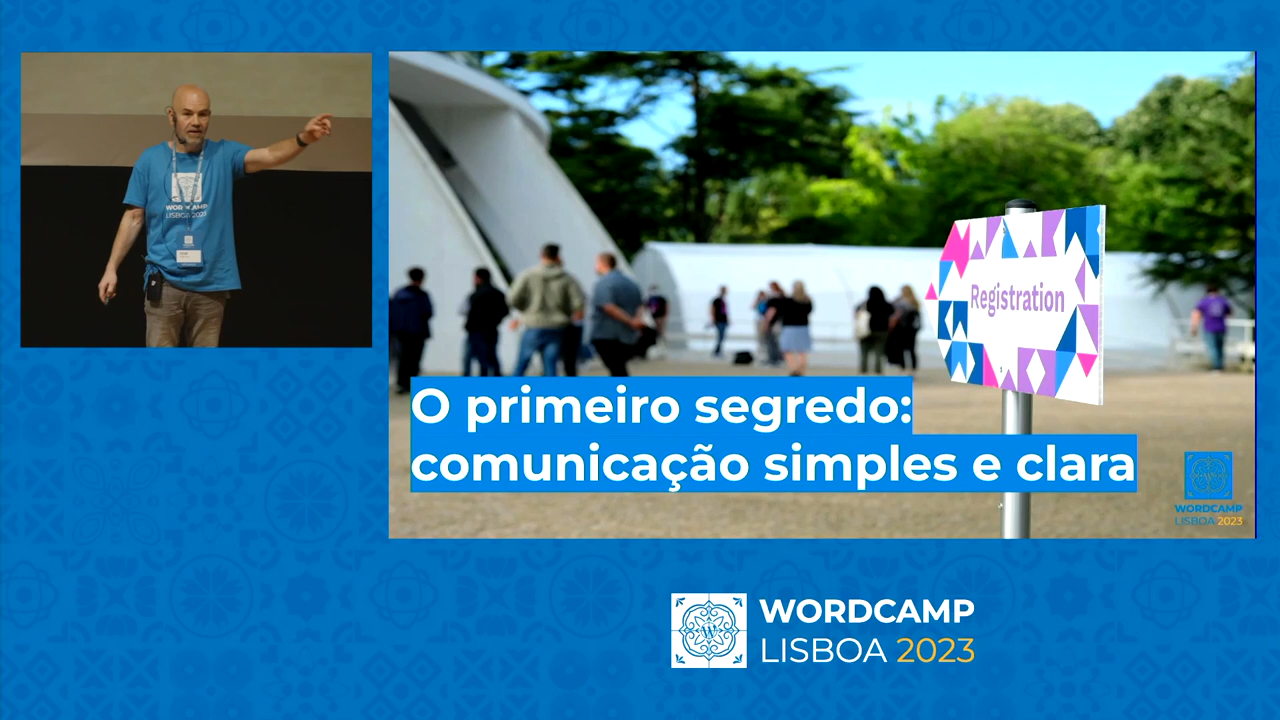 WORDCAMP
LISBOA 2023
Registration
O primeiro segredo:
comunicação simples e clara
WORDCAMP
LISBOA 2023
WORDCAMP
LISBOA 2023